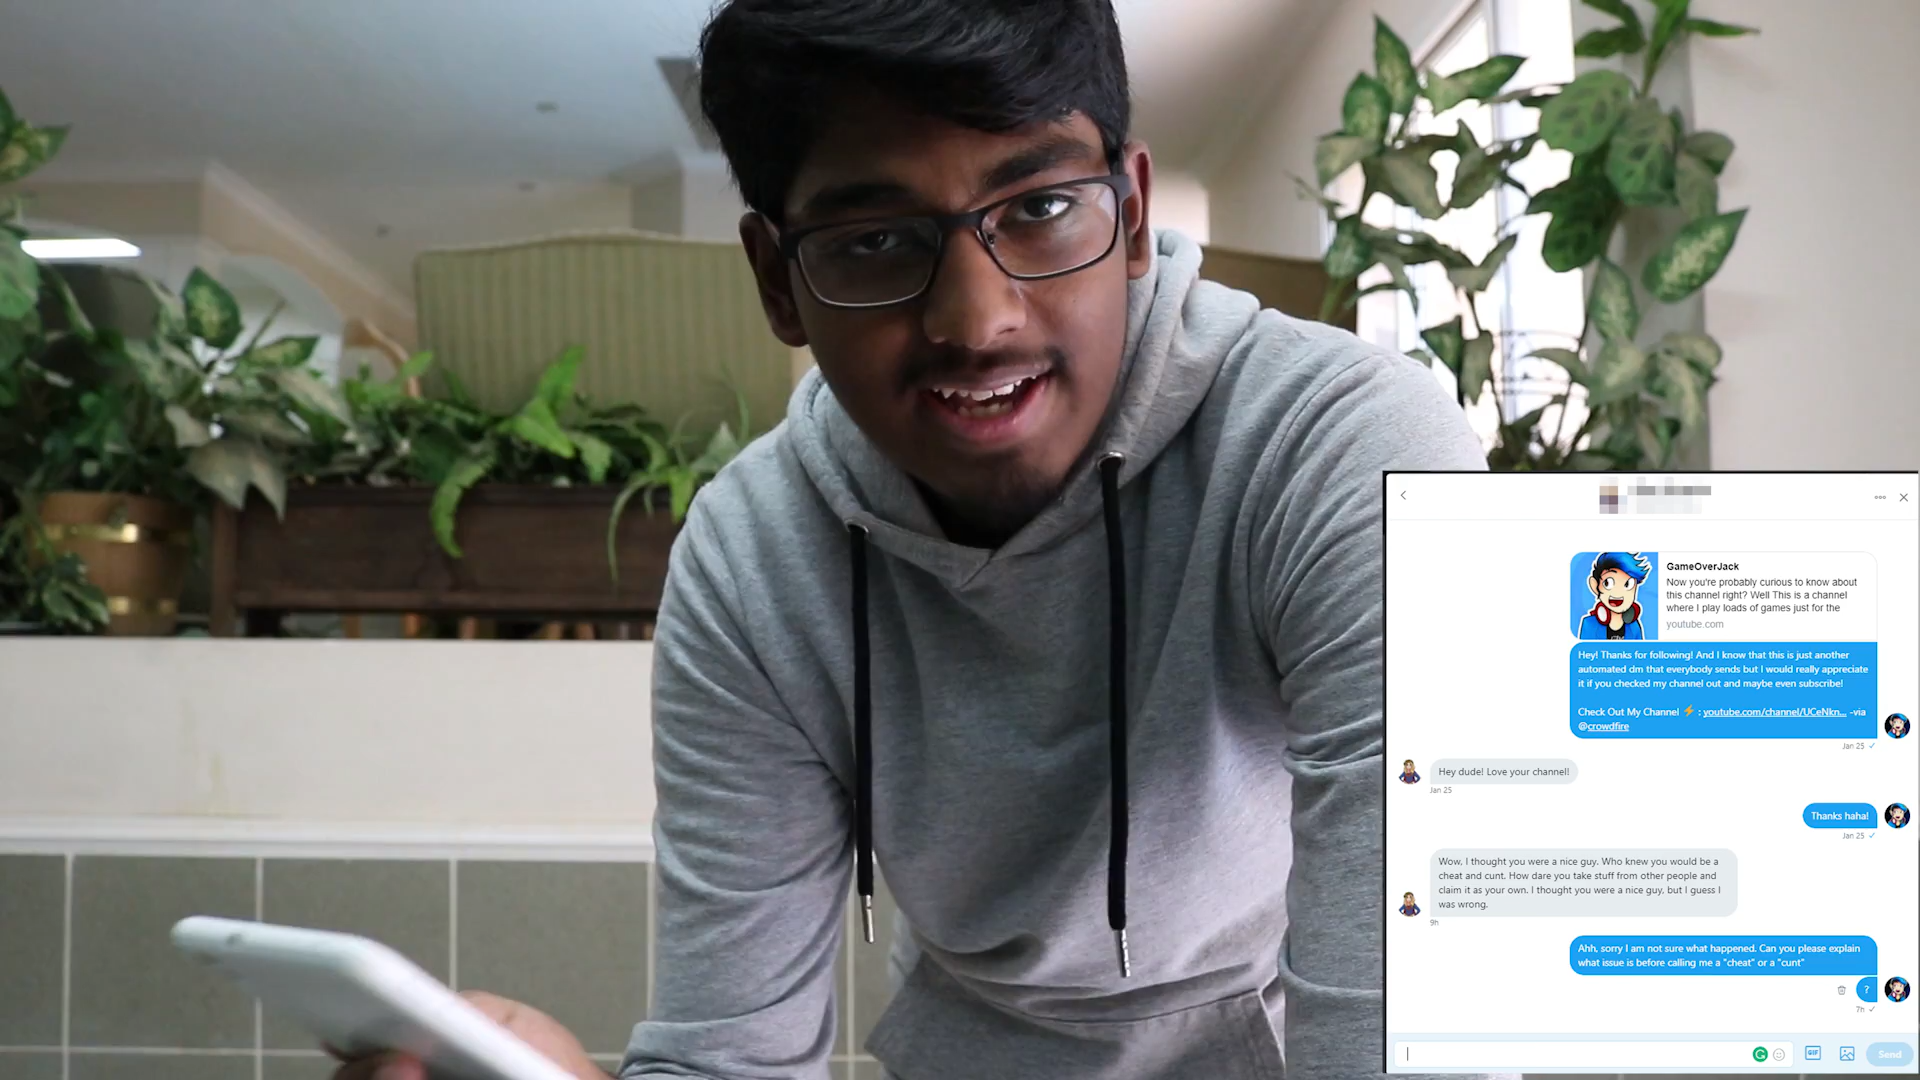 GameOverJack
Now you're probably curious to know about
this channel right? Well This is a channel
where I play loads of games just for the
youtube.com
Hey! Thanks for following! And I know that this is just another
automated dm that everybody sends but I would really appreciate
it if you checked my channel out and maybe even subscribe!
Check Out My Channel ⚡ : youtube.com/channel/UCeNkn... -via
@crowdfire
Jan 25 ✓
Hey dude! Love your channel!
Jan 25
Thanks haha!
Jan 25 ✓
Wow, I thought you were a nice guy. Who knew you would be a
cheat and cunt. How dare you take stuff from other people and
claim it as your own. I thought you were a nice guy, but I guess I
was wrong.
9h
Ahh, sorry I am not sure what happened. Can you please explain
what issue is before calling me a "cheat" or a "cunt"
?
7h ✓
GIF
Send